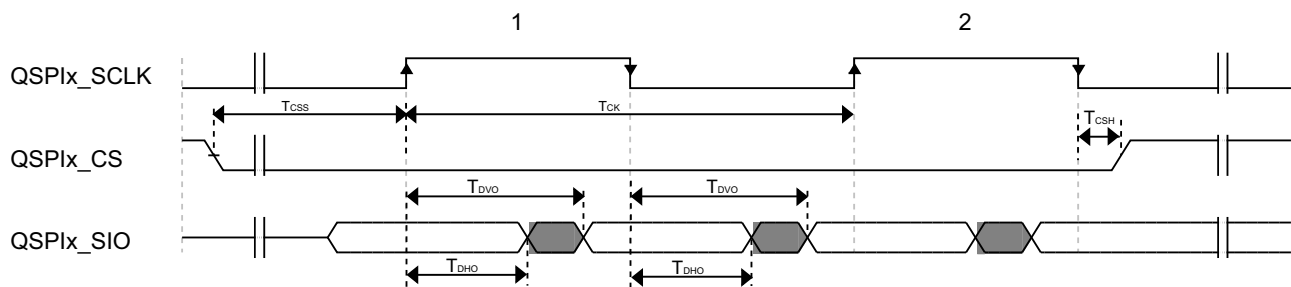 1 2
QSPIx_SCLK
TCSS TCK
TCSH
QSPIx_CS
TDVO TDVO
QSPIx_SIO
TDHO TDHO